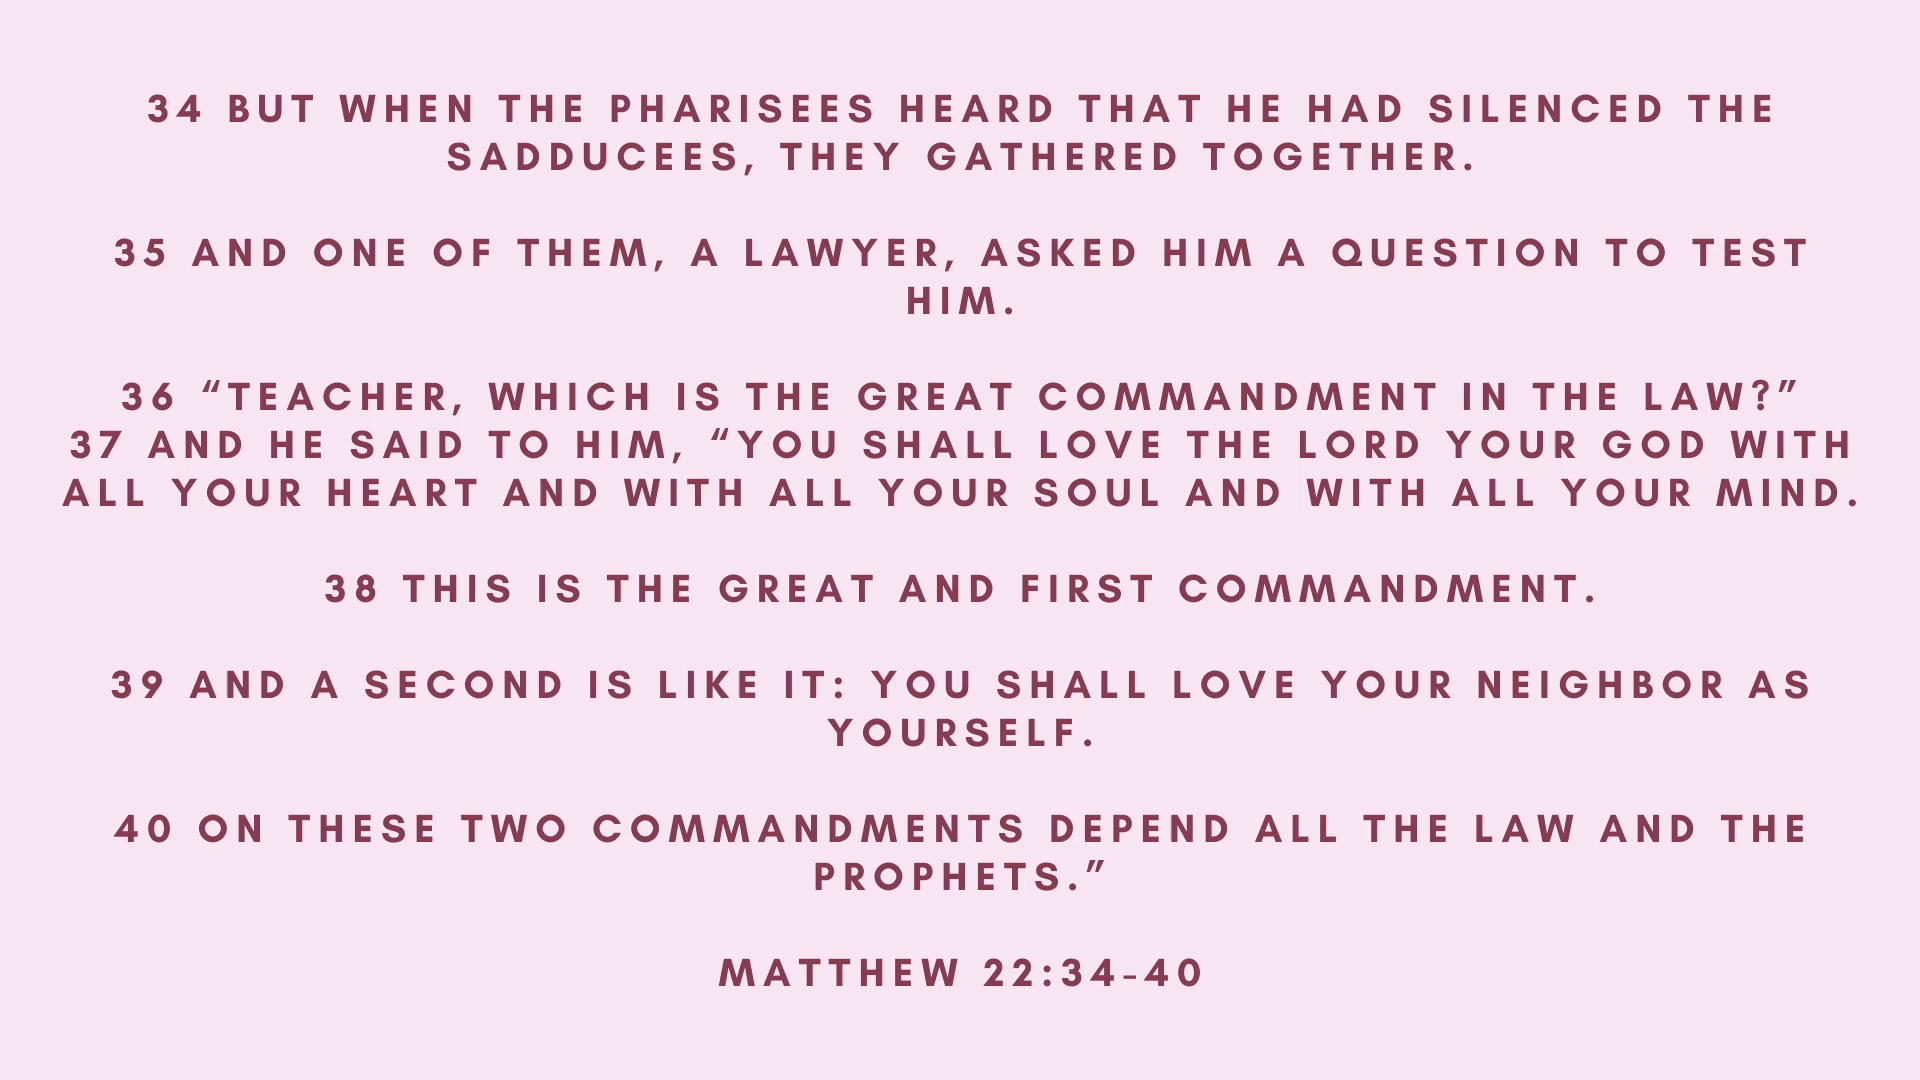 34 BUT WHEN THE PHARISEES HEARD THAT HE HAD SILENCED THE
SADDUCEES, THEY GATHERED TOGETHER.
35 AND ONE OF THEM, A LAWYER, ASKED HIM A QUESTION TO TEST
HIM.
36 “TEACHER, WHICH IS THE GREAT COMMANDMENT IN THE LAW?”
37 AND HE SAID TO HIM, “YOU SHALL LOVE THE LORD YOUR GOD WITH
ALL YOUR HEART AND WITH ALL YOUR SOUL AND WITH ALL YOUR MIND.
38 THIS IS THE GREAT AND FIRST COMMANDMENT.
39 AND A SECOND IS LIKE IT: YOU SHALL LOVE YOUR NEIGHBOR AS
YOURSELF.
40 ON THESE TWO COMMANDMENTS DEPEND ALL THE LAW AND THE
PROPHETS.”
MATTHEW 22:34-40